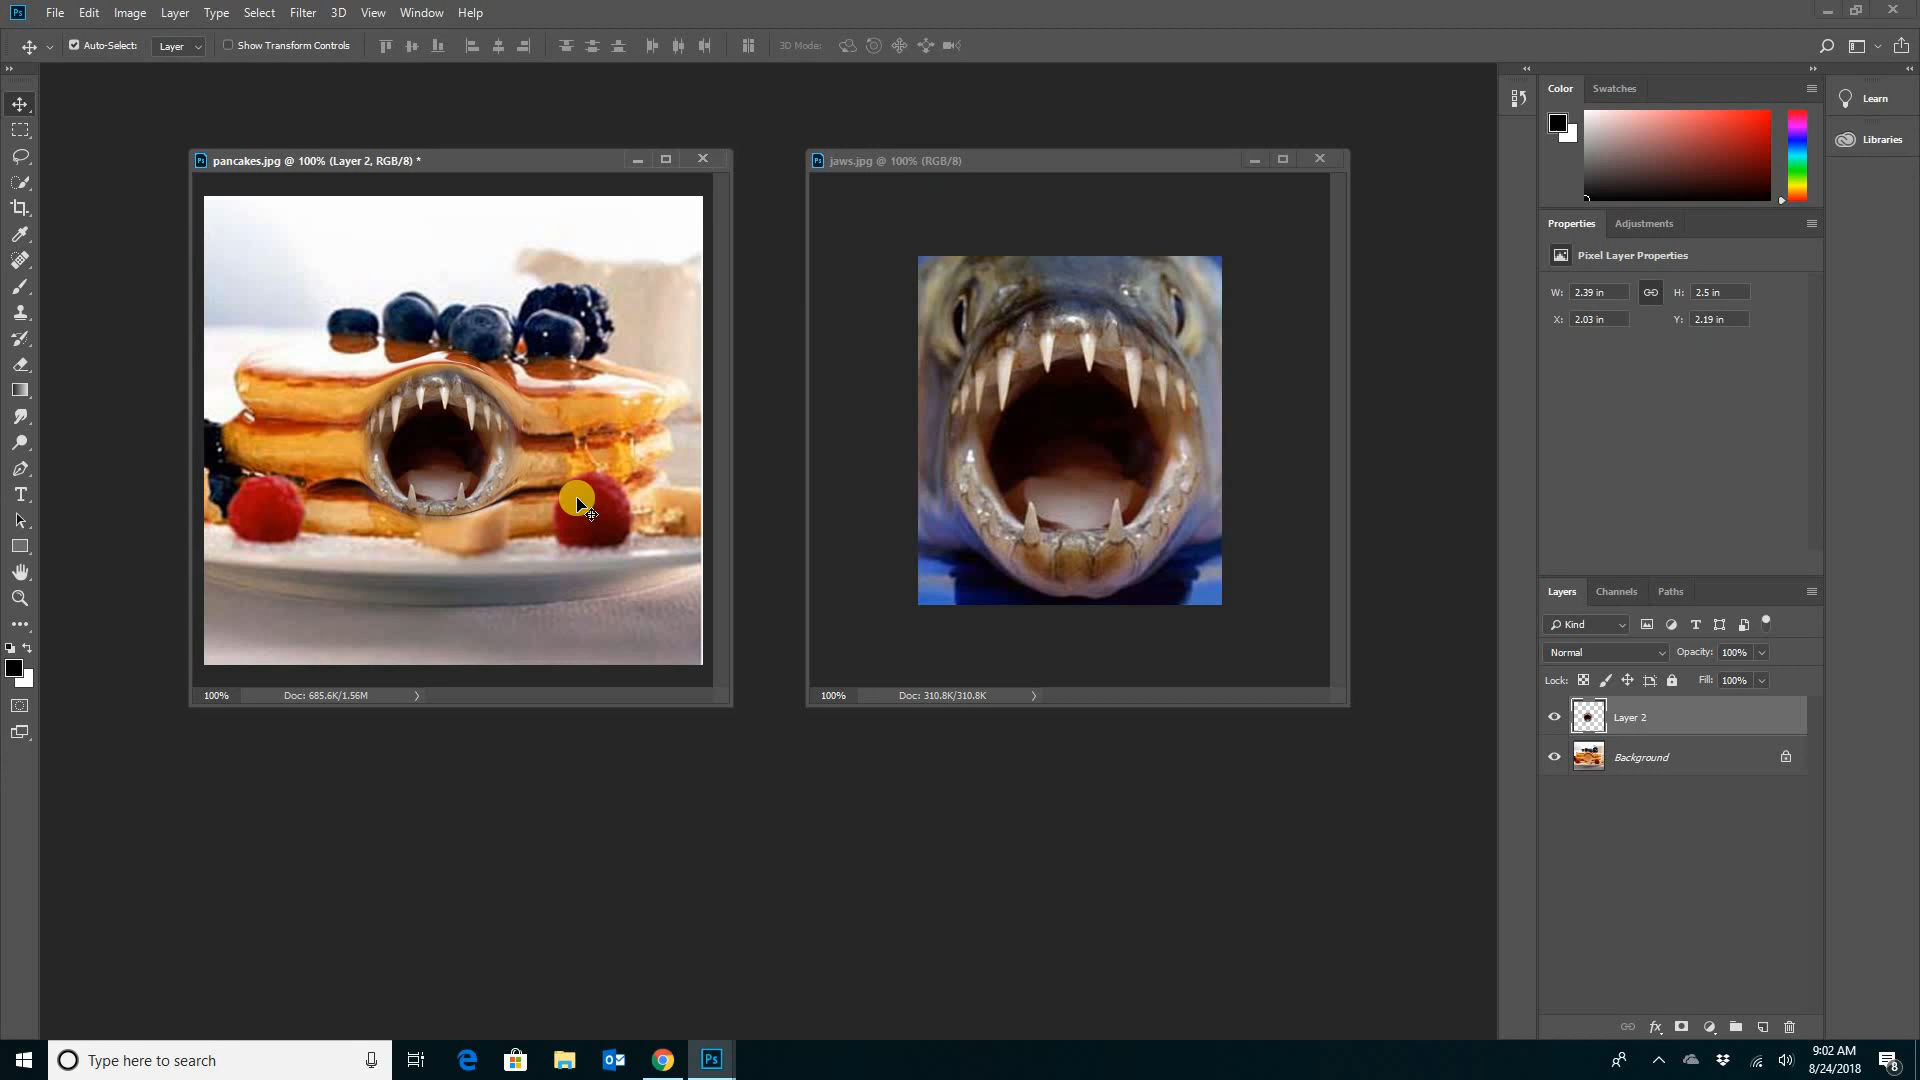 Ps File Edit Image Layer Type Select Filter 3D View Window Help
Auto-Select: Layer Show Transform Controls 3D Mode:
pancakes.jpg @ 100% (Layer 2, RGB/8) *
100% Doc: 685.6K/1.56M
jaws.jpg @ 100% (RGB/8)
100% Doc: 310.8K/310.8K
Color Swatches
Learn
Libraries
Properties Adjustments
Pixel Layer Properties
W: 2.39 in H: 2.5 in
X: 2.03 in Y: 2.19 in
Layers Channels Paths
Kind
Normal Opacity: 100%
Lock: Fill: 100%
Layer 2
Background
fx
Type here to search
Ps
9:02 AM
8/24/2018
8